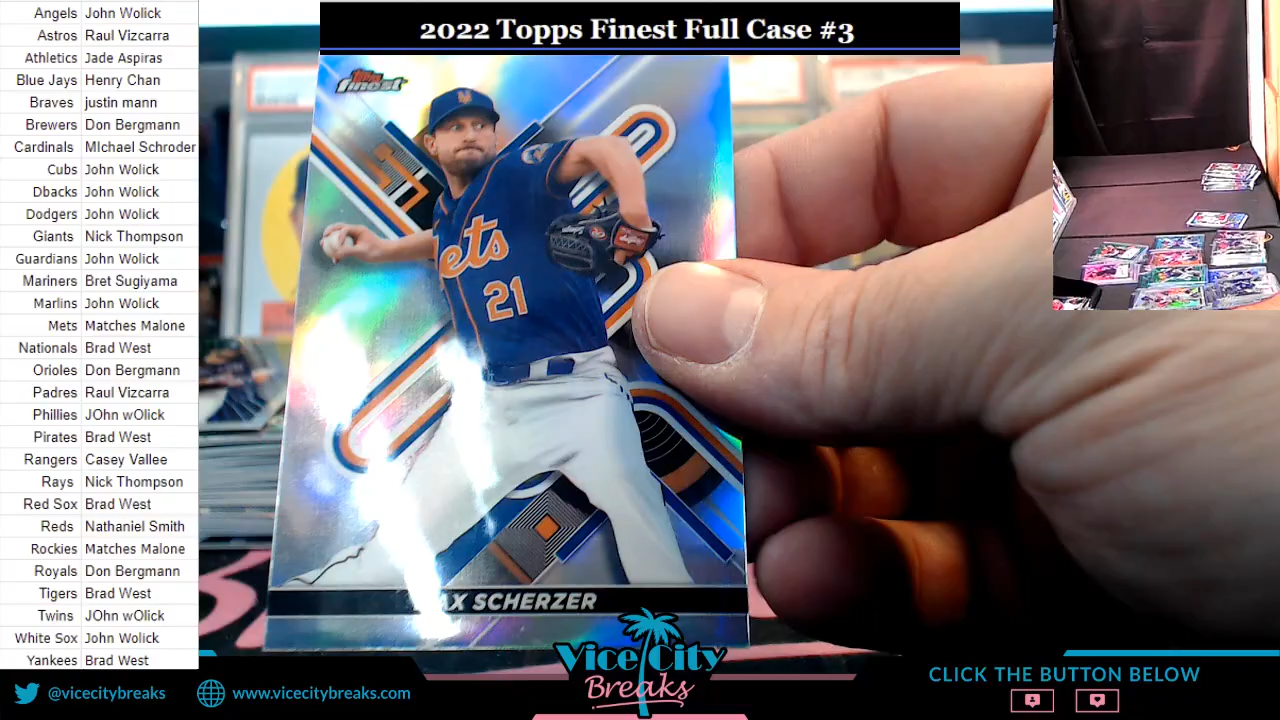 2022 Topps Finest Full Case #3
Angels John Wolick
Astros Raul Vizcarra
Athletics Jade Aspiras
Blue Jays Henry Chan
Braves justin mann
Brewers Don Bergmann
Cardinals MIchael Schroder
Cubs John Wolick
Dbacks John Wolick
Dodgers John Wolick
Giants Nick Thompson
Guardians John Wolick
Mariners Bret Sugiyama
Marlins John Wolick
Mets Matches Malone
Nationals Brad West
Orioles Don Bergmann
Padres Raul Vizcarra
Phillies JOhn wOlick
Pirates Brad West
Rangers Casey Vallee
Rays Nick Thompson
Red Sox Brad West
Reds Nathaniel Smith
Rockies Matches Malone
Royals Don Bergmann
Tigers Brad West
Twins JOhn wOlick
White Sox John Wolick
Yankees Brad West
Topps
finest
ets
21
AX SCHERZER
Vice City
Breaks
@vicecitybreaks
www.vicecitybreaks.com
CLICK THE BUTTON BELOW